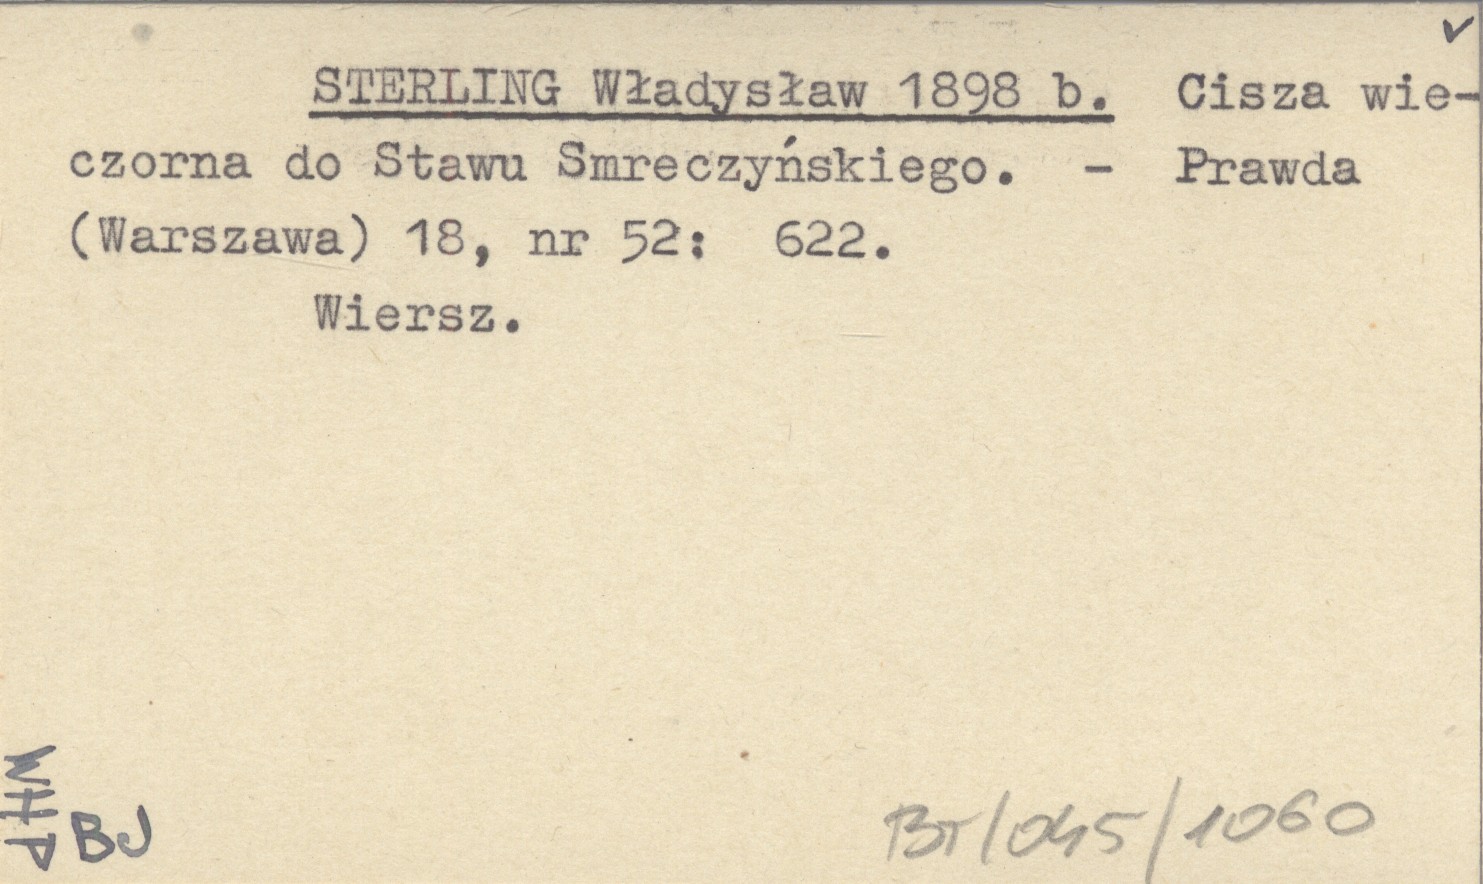 STERLING Władysław 1898 b. Cisza wie-
czorna do Stawu Smreczyńskiego. - Prawda
(Warszawa) 18, nr 52: 622.
Wiersz.
BJ
BT/045/1060